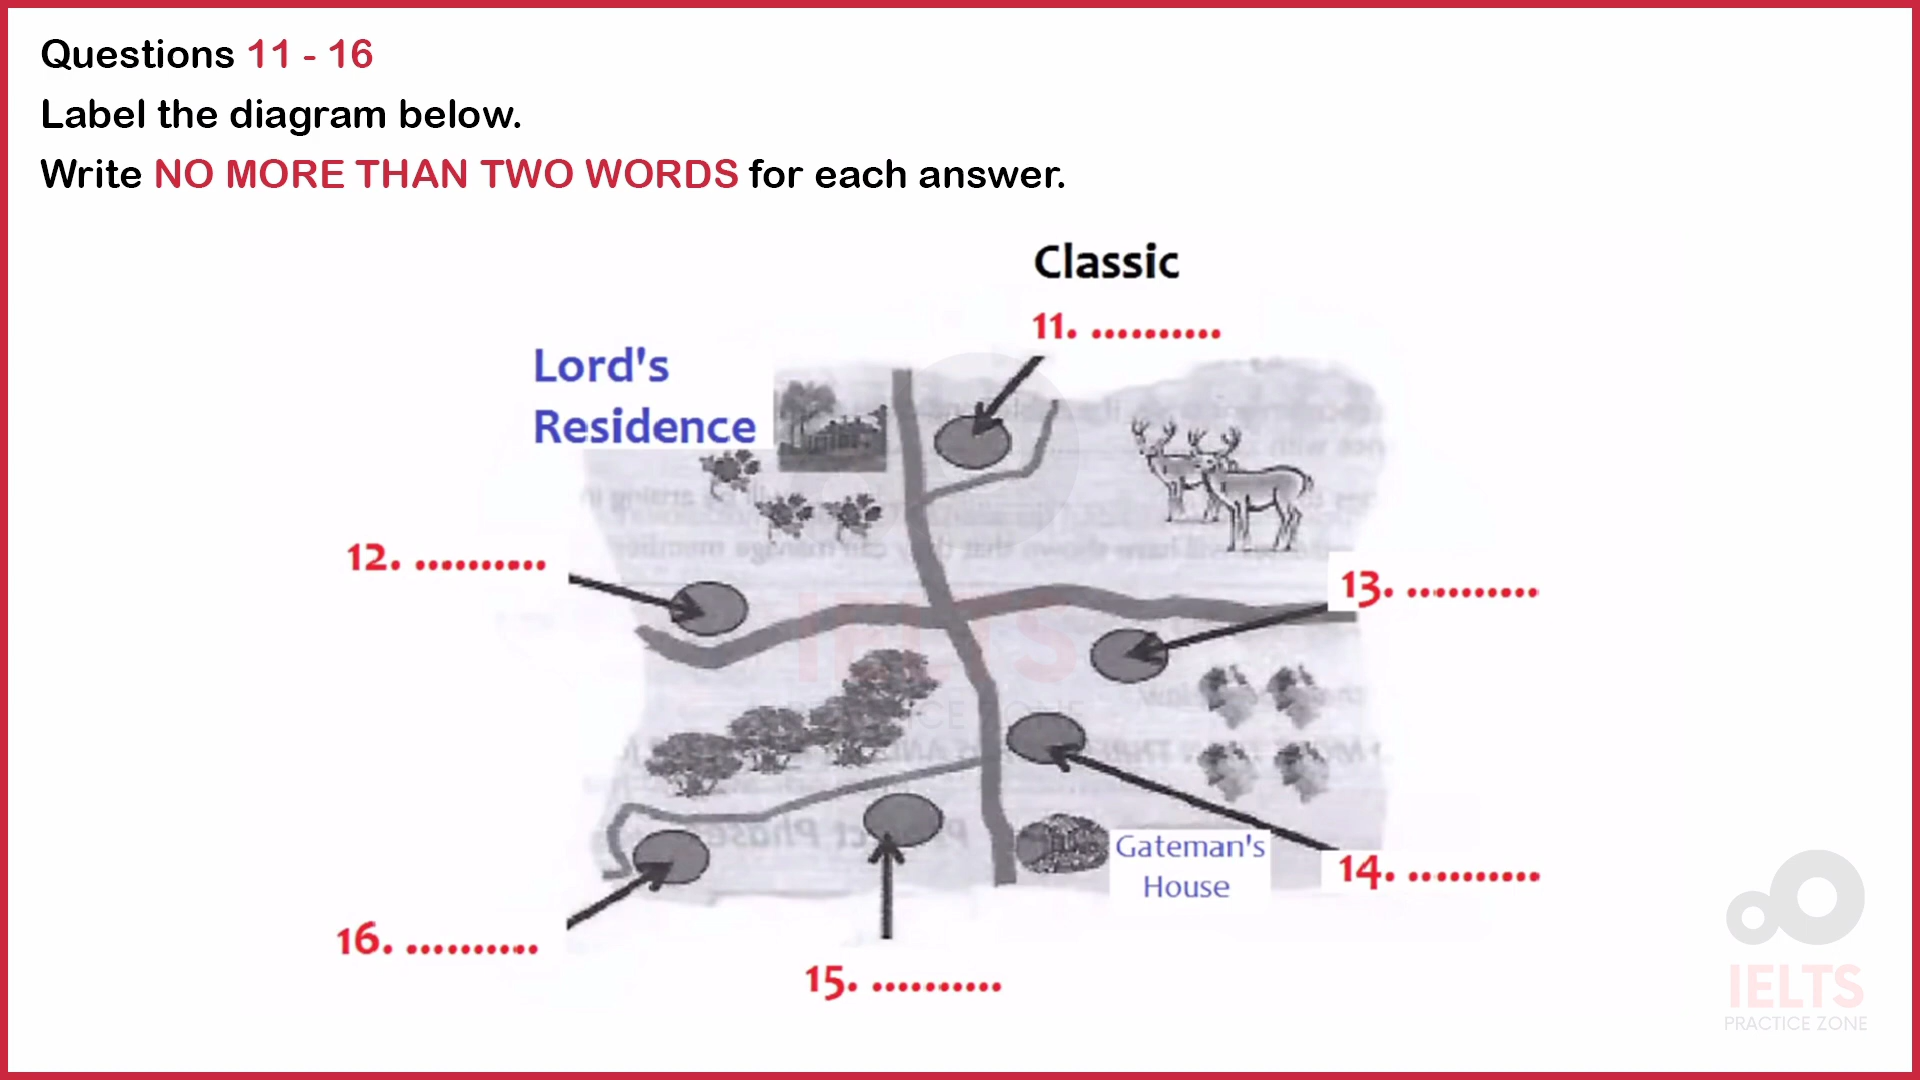 Questions 11 - 16
Label the diagram below.
Write NO MORE THAN TWO WORDS for each answer.
Classic
11. ..........
Lord's
Residence
12. ..........
13. ..........
IELTS
Gateman's
House
14. ..........
16. ..........
15. ..........
IELTS
PRACTICE ZONE